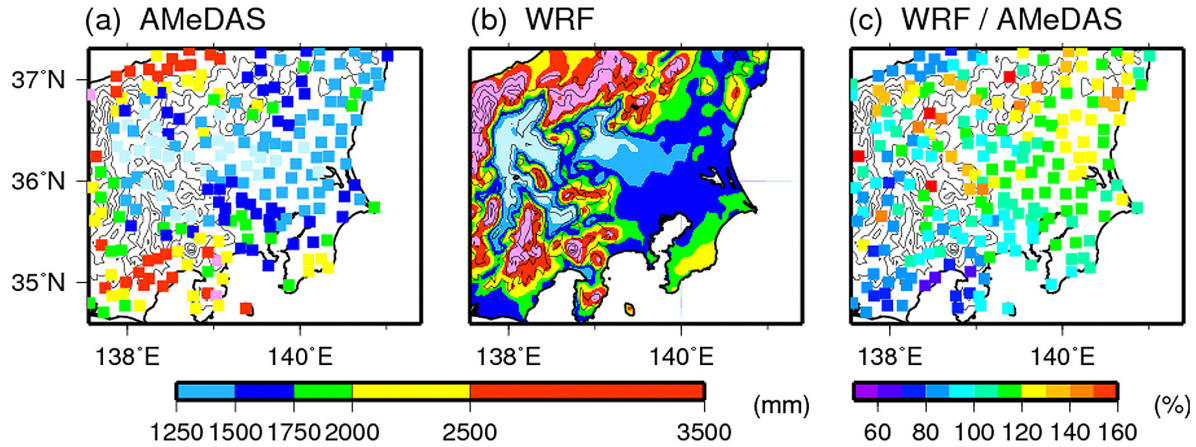 (a) AMeDAS
(b) WRF
(c) WRF / AMeDAS
37°N
36°N
35°N
138°E 140°E
138°E 140°E
138°E 140°E
1250 1500 1750 2000 2500 3500
(mm)
60 80 100 120 140 160
(%)